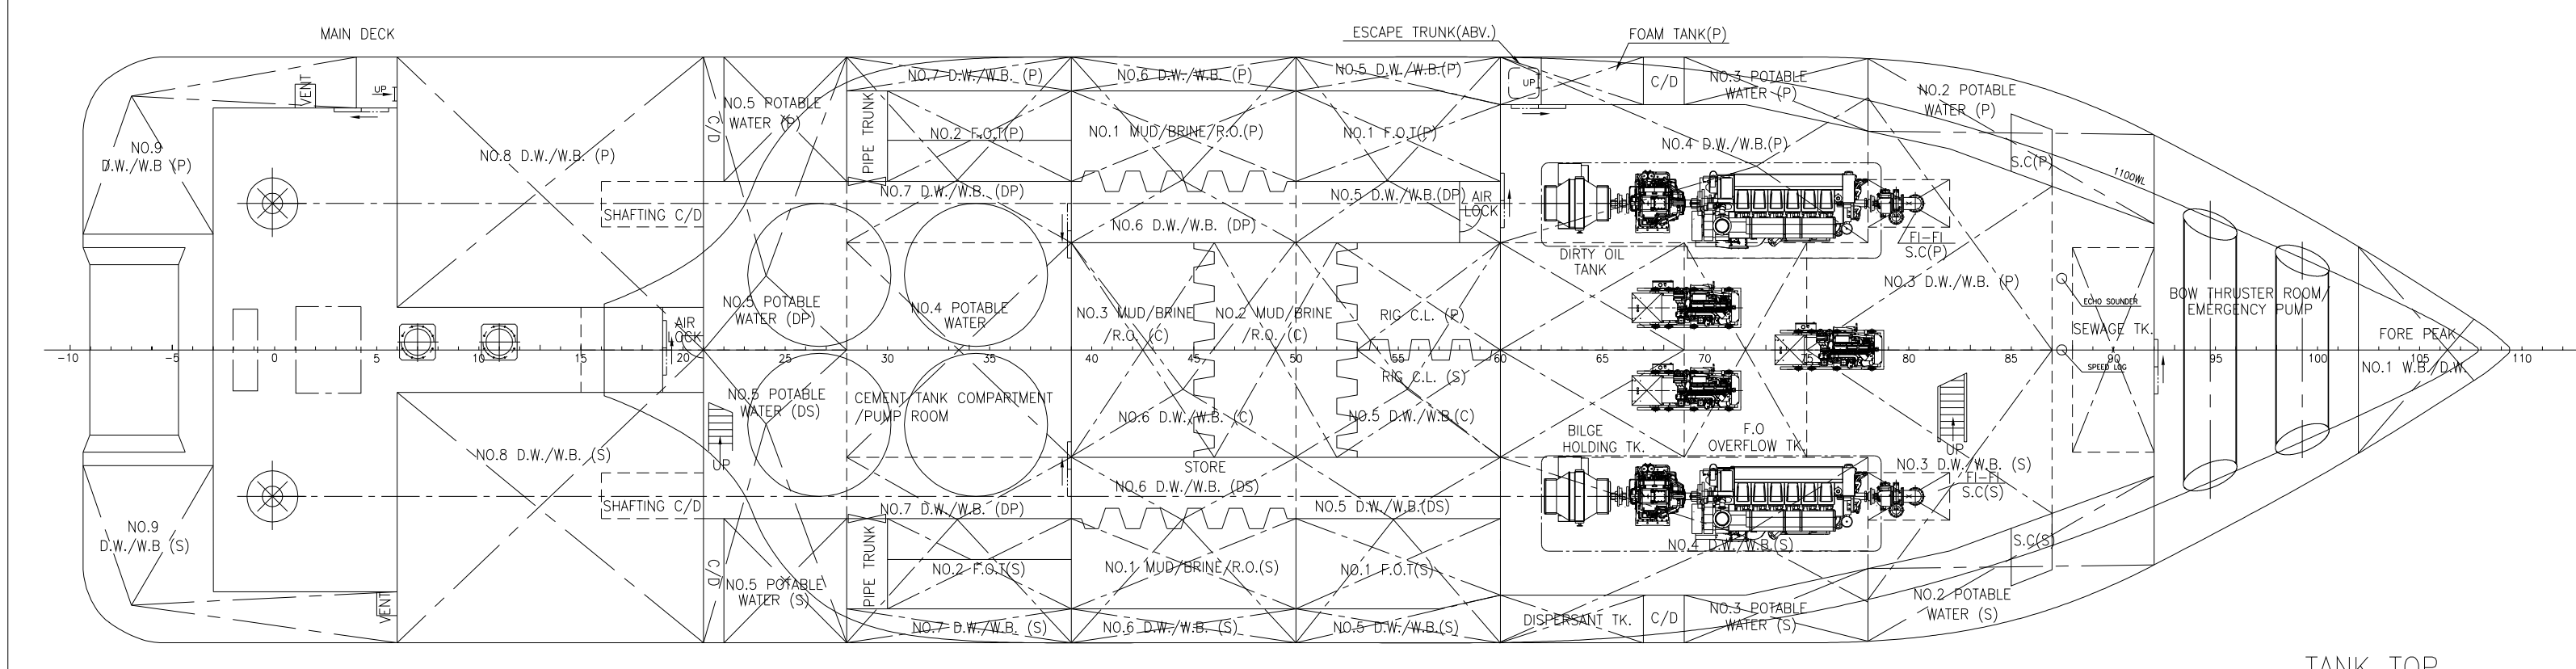 MAIN DECK
ESCAPE TRUNK(ABV.)
FOAM TANK(P)
VENT
UP
NO.9
D.W./W.B (P)
NO.8 D.W./W.B. (P)
C/D
NO.5 POTABLE
WATER (P)
PIPE TRUNK
NO.7 D.W./W.B. (P)
NO.2 F.O.T(P)
NO.6 D.W./W.B. (P)
NO.1 MUD/BRINE/R.O.(P)
NO.5 D.W./W.B.(P)
NO.1 F.O.T(P)
UP
C/D
NO.3 POTABLE
WATER (P)
NO.4 D.W./W.B.(P)
NO.2 POTABLE
WATER (P)
S.C(P)
1100WL
SHAFTING C/D
NO.7 D.W./W.B. (DP)
NO.6 D.W./W.B. (DP)
NO.5 D.W./W.B.(DP)
AIR
LOCK
DIRTY OIL
TANK
FI-FI
S.C(P)
NO.3 D.W./W.B. (P)
AIR
LOCK
NO.5 POTABLE
WATER (DP)
NO.4 POTABLE
WATER
NO.3 MUD/BRINE
/R.O. (C)
NO.2 MUD/BRINE
/R.O. (C)
RIG C.L. (P)
ECHO SOUNDER
SEWAGE TK.
BOW THRUSTER ROOM/
EMERGENCY PUMP
FORE PEAK
-10 -5 0 5 10 15 20 25 30 35 40 45 50 55 60 65 70 75 80 85 90 95 100 105 110
SPEED LOG
NO.1 W.B./D.W.
RIG C.L. (S)
NO.5 POTABLE
WATER (DS)
CEMENT TANK COMPARTMENT
/PUMP ROOM
NO.6 D.W./W.B. (C)
NO.5 D.W./W.B.(C)
UP
NO.8 D.W./W.B. (S)
BILGE
HOLDING TK.
F.O
OVERFLOW TK.
UP
NO.3 D.W./W.B. (S)
FI-FI
S.C(S)
STORE
NO.6 D.W./W.B. (DS)
SHAFTING C/D
NO.7 D.W./W.B. (DP)
NO.5 D.W./W.B.(DS)
NO.9
D.W./W.B (S)
NO.4 D.W./W.B.(S)
S.C(S)
C/D
NO.5 POTABLE
WATER (S)
PIPE TRUNK
NO.2 F.O.T(S)
NO.1 MUD/BRINE/R.O.(S)
NO.1 F.O.T(S)
VENT
NO.7 D.W./W.B. (S)
NO.6 D.W./W.B. (S)
NO.5 D.W./W.B.(S)
DISPERSANT TK.
C/D
NO.3 POTABLE
WATER (S)
NO.2 POTABLE
WATER (S)
TANK TOP